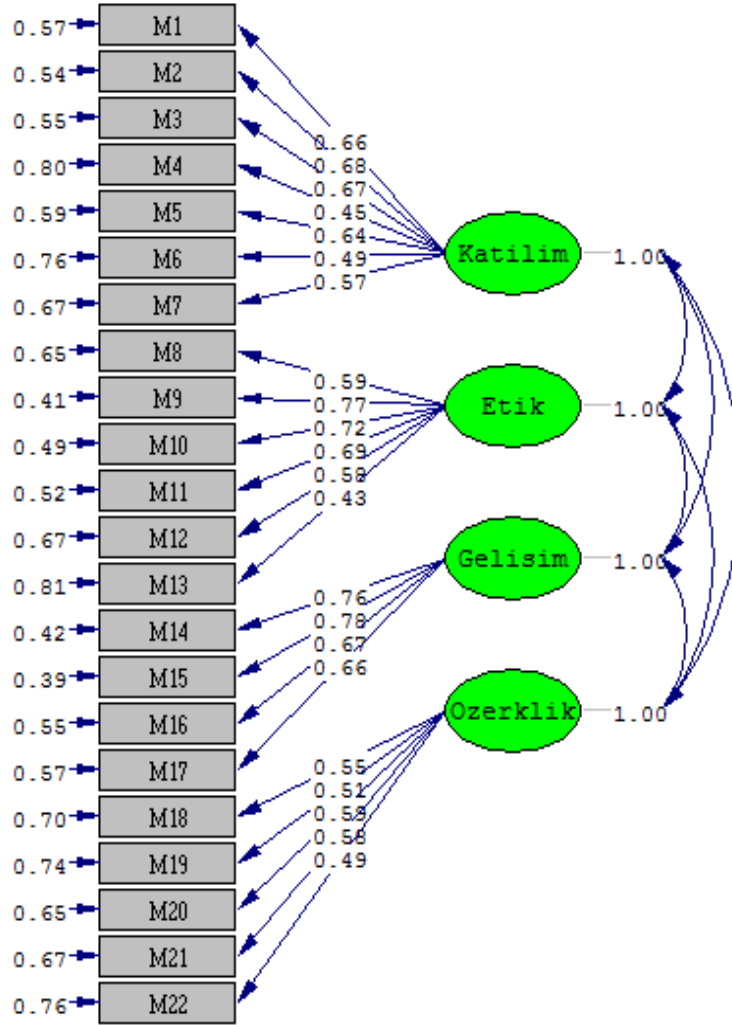 0.57 M1
0.54 M2
0.55 M3
0.80 M4
0.59 M5
0.76 M6
0.67 M7
0.65 M8
0.41 M9
0.49 M10
0.52 M11
0.67 M12
0.81 M13
0.42 M14
0.39 M15
0.55 M16
0.57 M17
0.70 M18
0.74 M19
0.65 M20
0.67 M21
0.76 M22
0.66
0.68
0.67
0.45
0.64
0.49
0.57
0.59
0.77
0.72
0.69
0.58
0.43
0.76
0.78
0.67
0.66
0.55
0.51
0.59
0.58
0.49
Katilim 1.00
Etik 1.00
Gelisim 1.00
Ozerklik 1.00